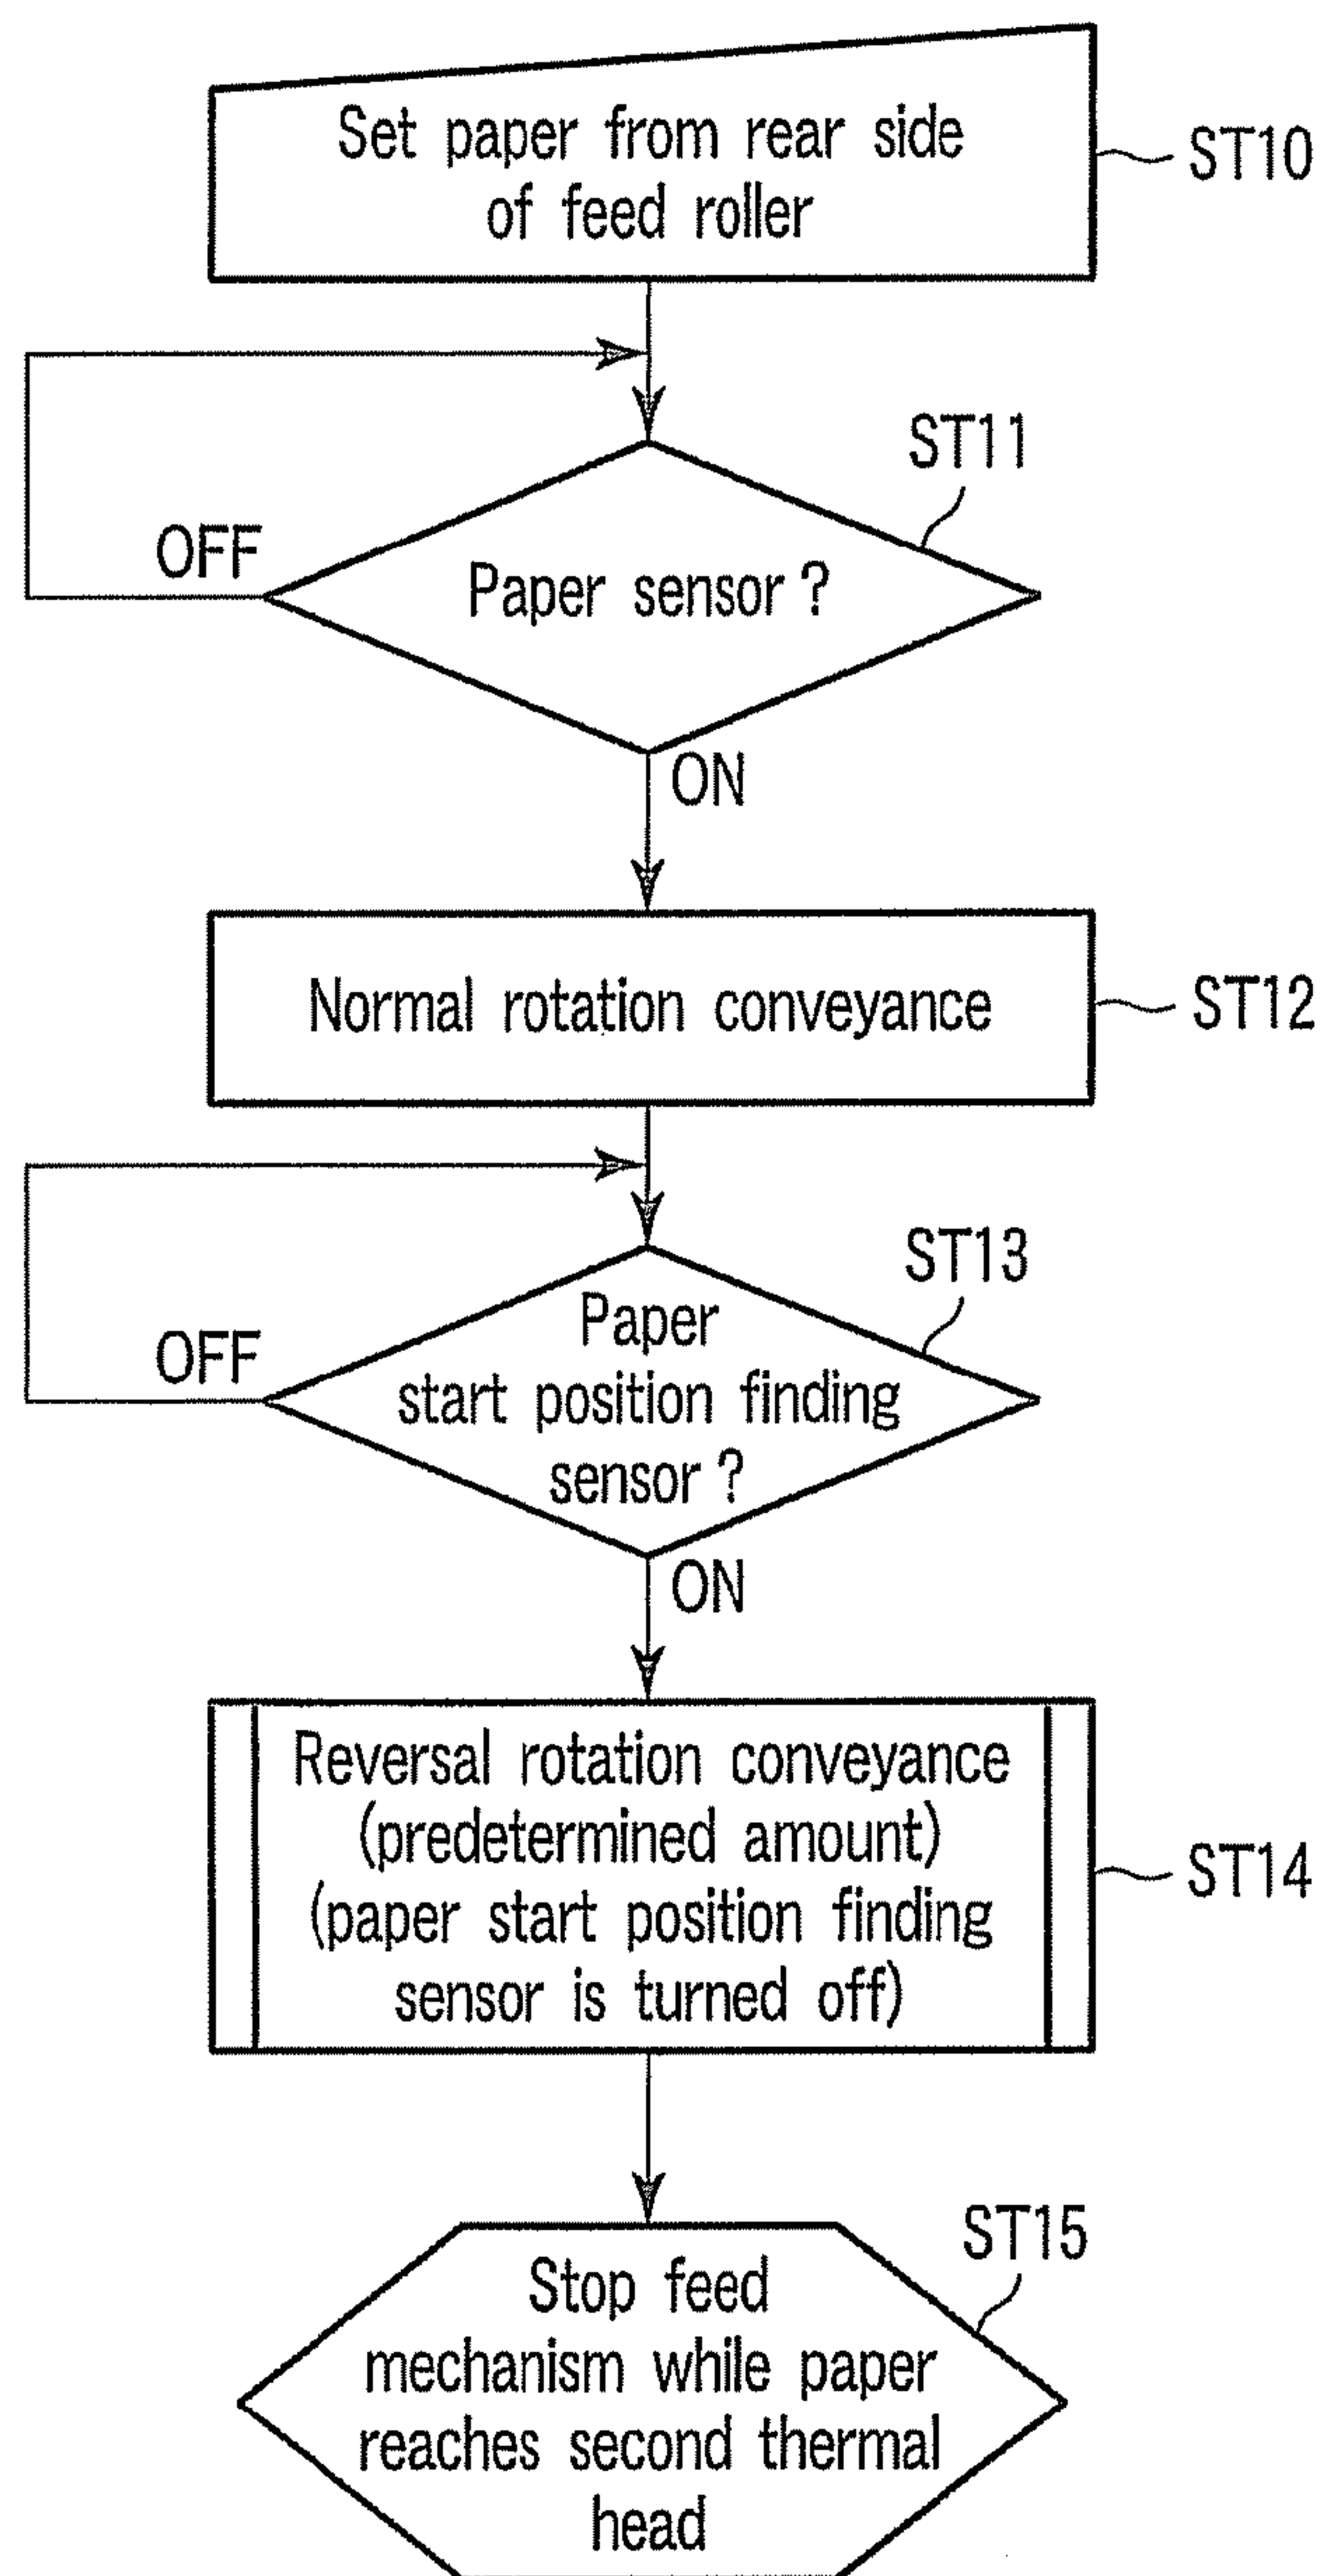 Set paper from rear side
of feed roller
ST10
ST11
OFF
Paper sensor ?
ON
Normal rotation conveyance
ST12
ST13
OFF
Paper
start position finding
sensor ?
ON
Reversal rotation conveyance
(predetermined amount)
(paper start position finding
sensor is turned off)
ST14
ST15
Stop feed
mechanism while paper
reaches second thermal
head